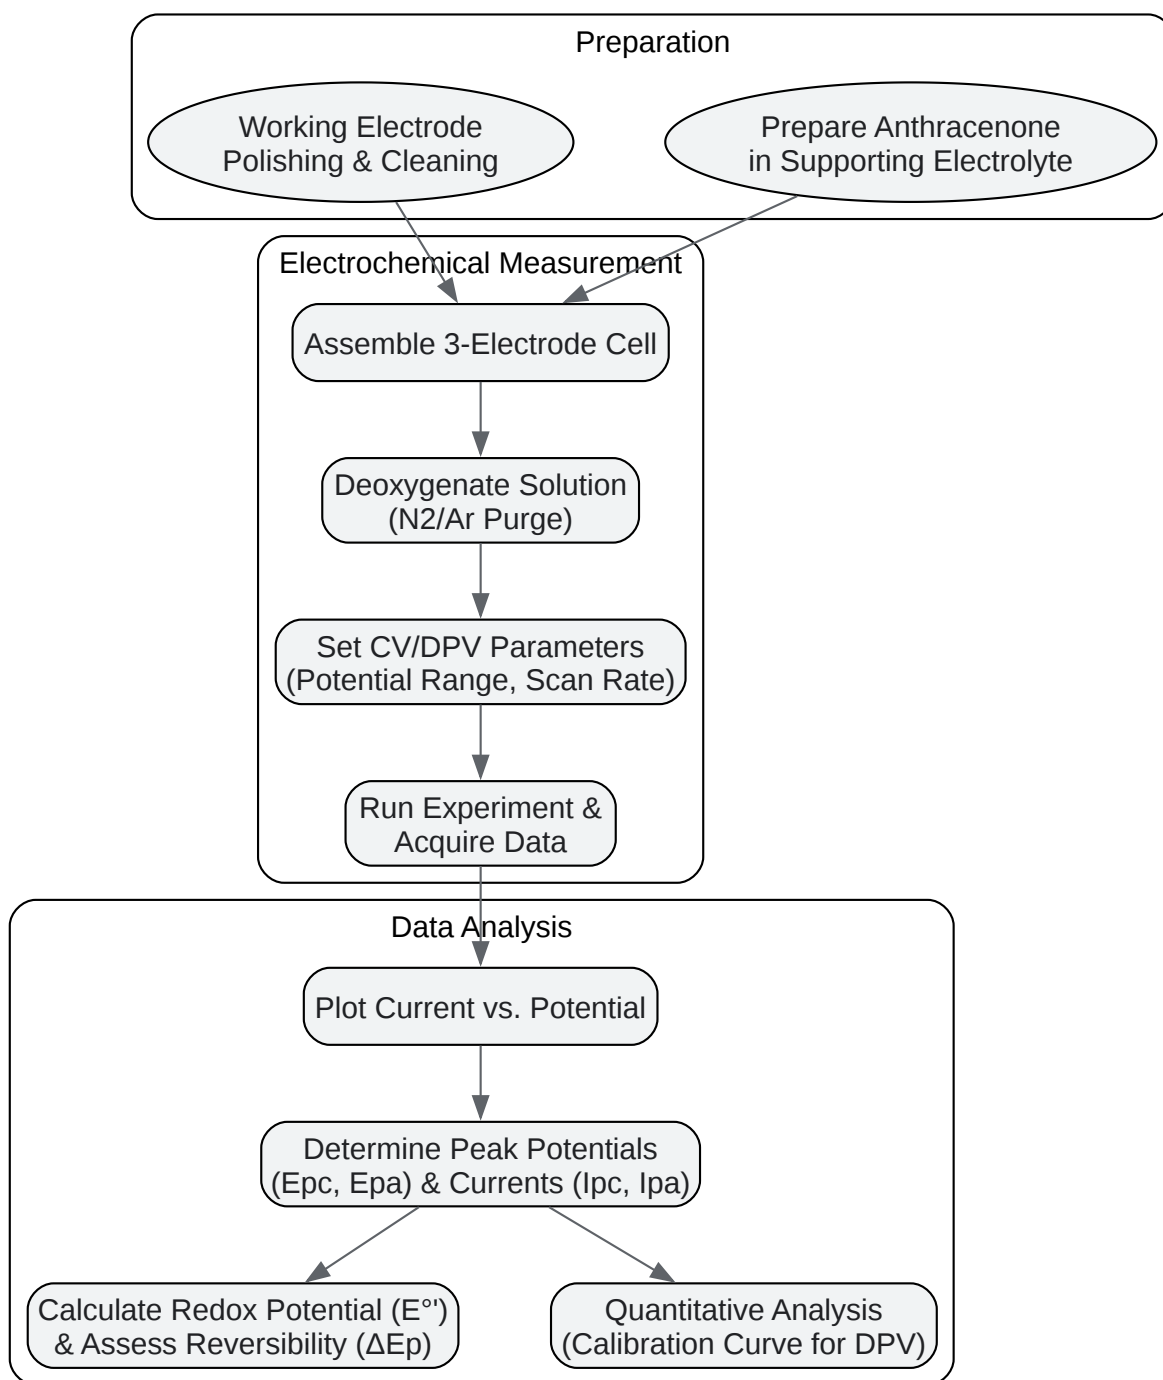 Preparation
Working Electrode
Polishing & Cleaning
Prepare Anthracenone
in Supporting Electrolyte
Electrochemical Measurement
Assemble 3-Electrode Cell
Deoxygenate Solution
(N2/Ar Purge)
Set CV/DPV Parameters
(Potential Range, Scan Rate)
Run Experiment &
Acquire Data
Data Analysis
Plot Current vs. Potential
Determine Peak Potentials
(Epc, Epa) & Currents (Ipc, Ipa)
Calculate Redox Potential (E°')
& Assess Reversibility (ΔEp)
Quantitative Analysis
(Calibration Curve for DPV)